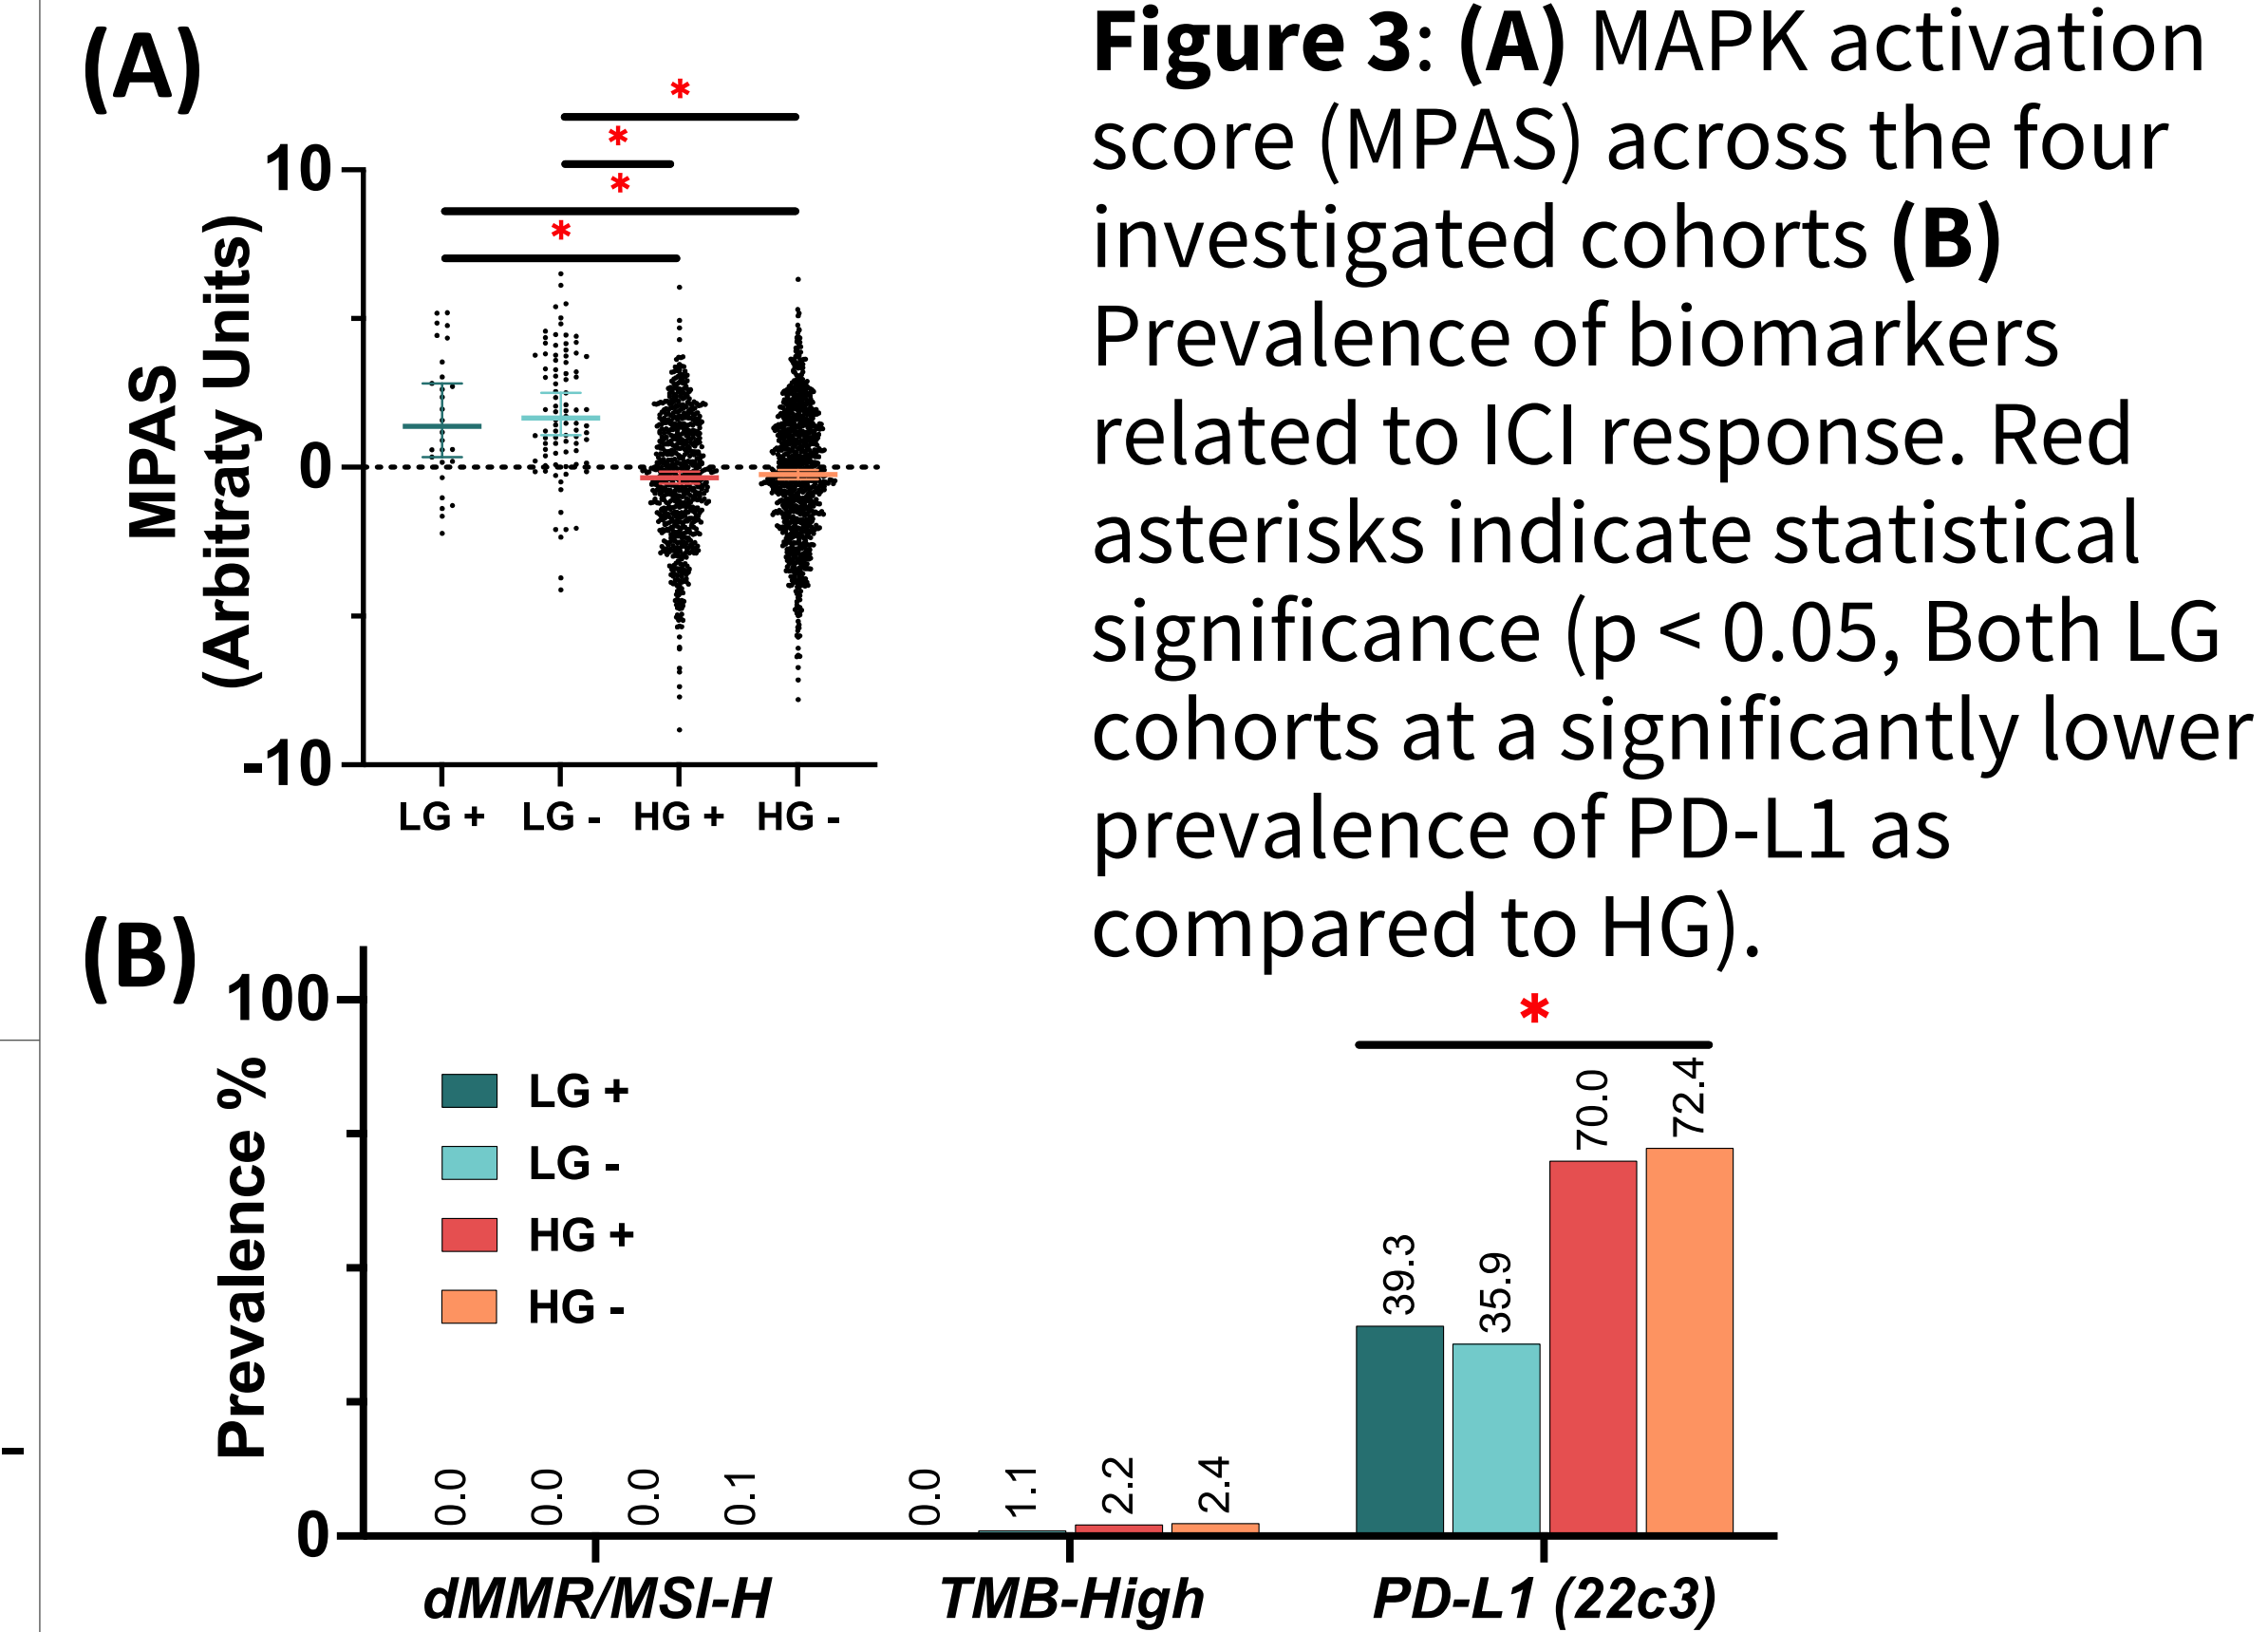 (A)
Figure 3: (A) MAPK activation
score (MPAS) across the four
investigated cohorts (B)
Prevalence of biomarkers
related to ICI response. Red
asterisks indicate statistical
significance (p < 0.05, Both LG
cohorts at a significantly lower
prevalence of PD-L1 as
compared to HG).
MPAS
(Arbitraty Units)
10
0
-10
*
*
*
*
LG +
LG -
HG +
HG -
(B)
Prevalence %
100
0
LG +
LG -
HG +
HG -
*
0.0
0.0
0.0
0.1
0.0
1.1
2.2
2.4
39.3
35.9
70.0
72.4
dMMR/MSI-H
TMB-High
PD-L1 (22c3)
-